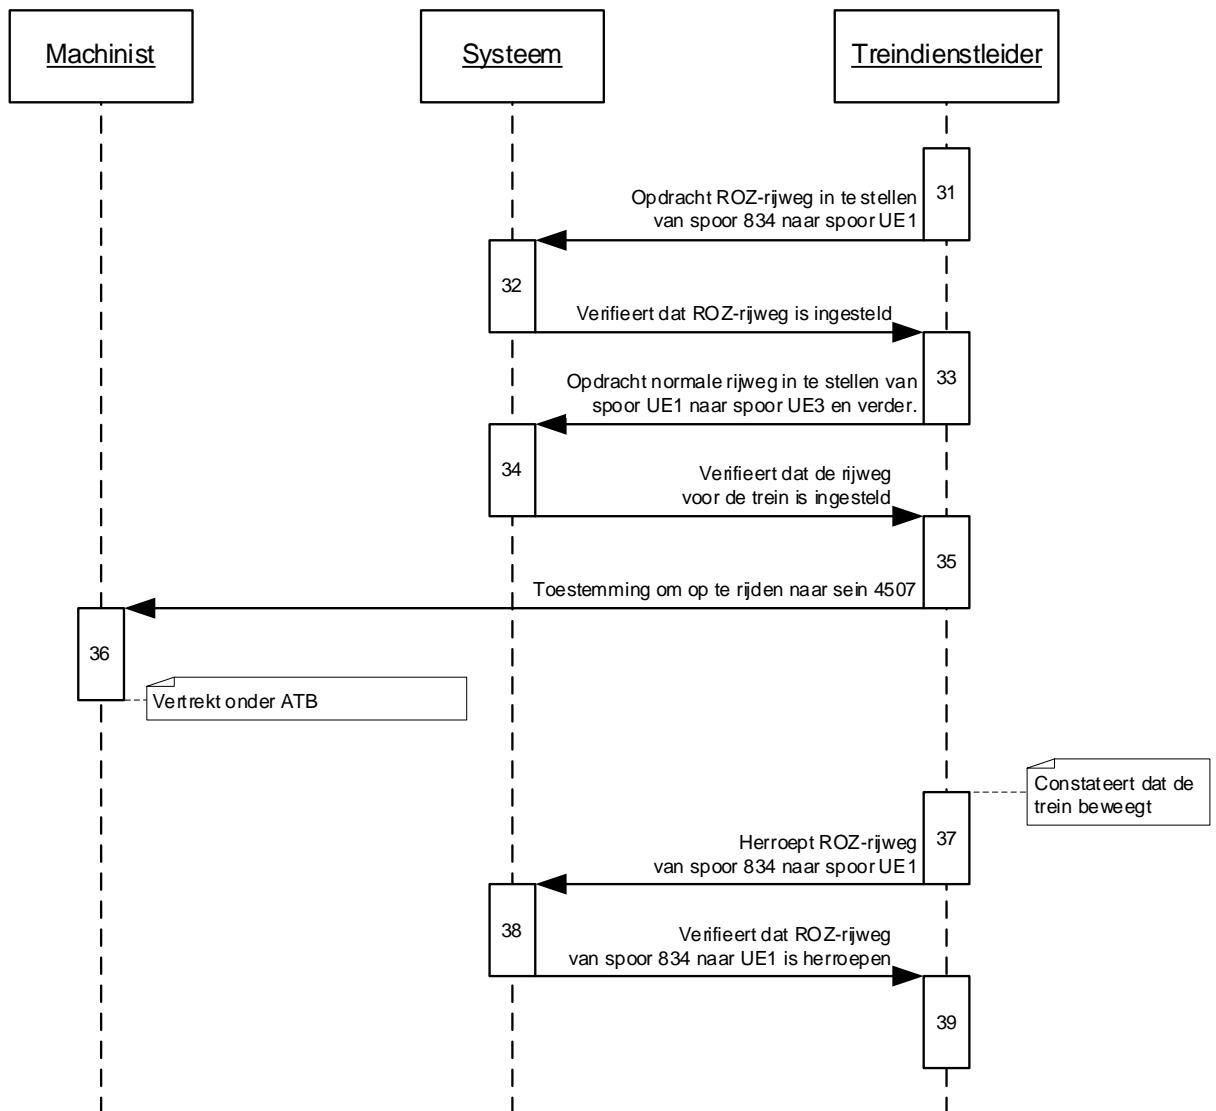 Machinist
Systeem
Treindienstleider
31
Opdracht ROZ-rijweg in te stellen
van spoor 834 naar spoor UE1
32
Verifieert dat ROZ-rijweg is ingesteld
33
Opdracht normale rijweg in te stellen van
spoor UE1 naar spoor UE3 en verder.
34
Verifieert dat de rijweg
voor de trein is ingesteld
35
Toestemming om op te rijden naar sein 4507
36
Vertrekt onder ATB
Constateert dat de
trein beweegt
37
Herroept ROZ-rijweg
van spoor 834 naar spoor UE1
38
Verifieert dat ROZ-rijweg
van spoor 834 naar UE1 is herroepen
39